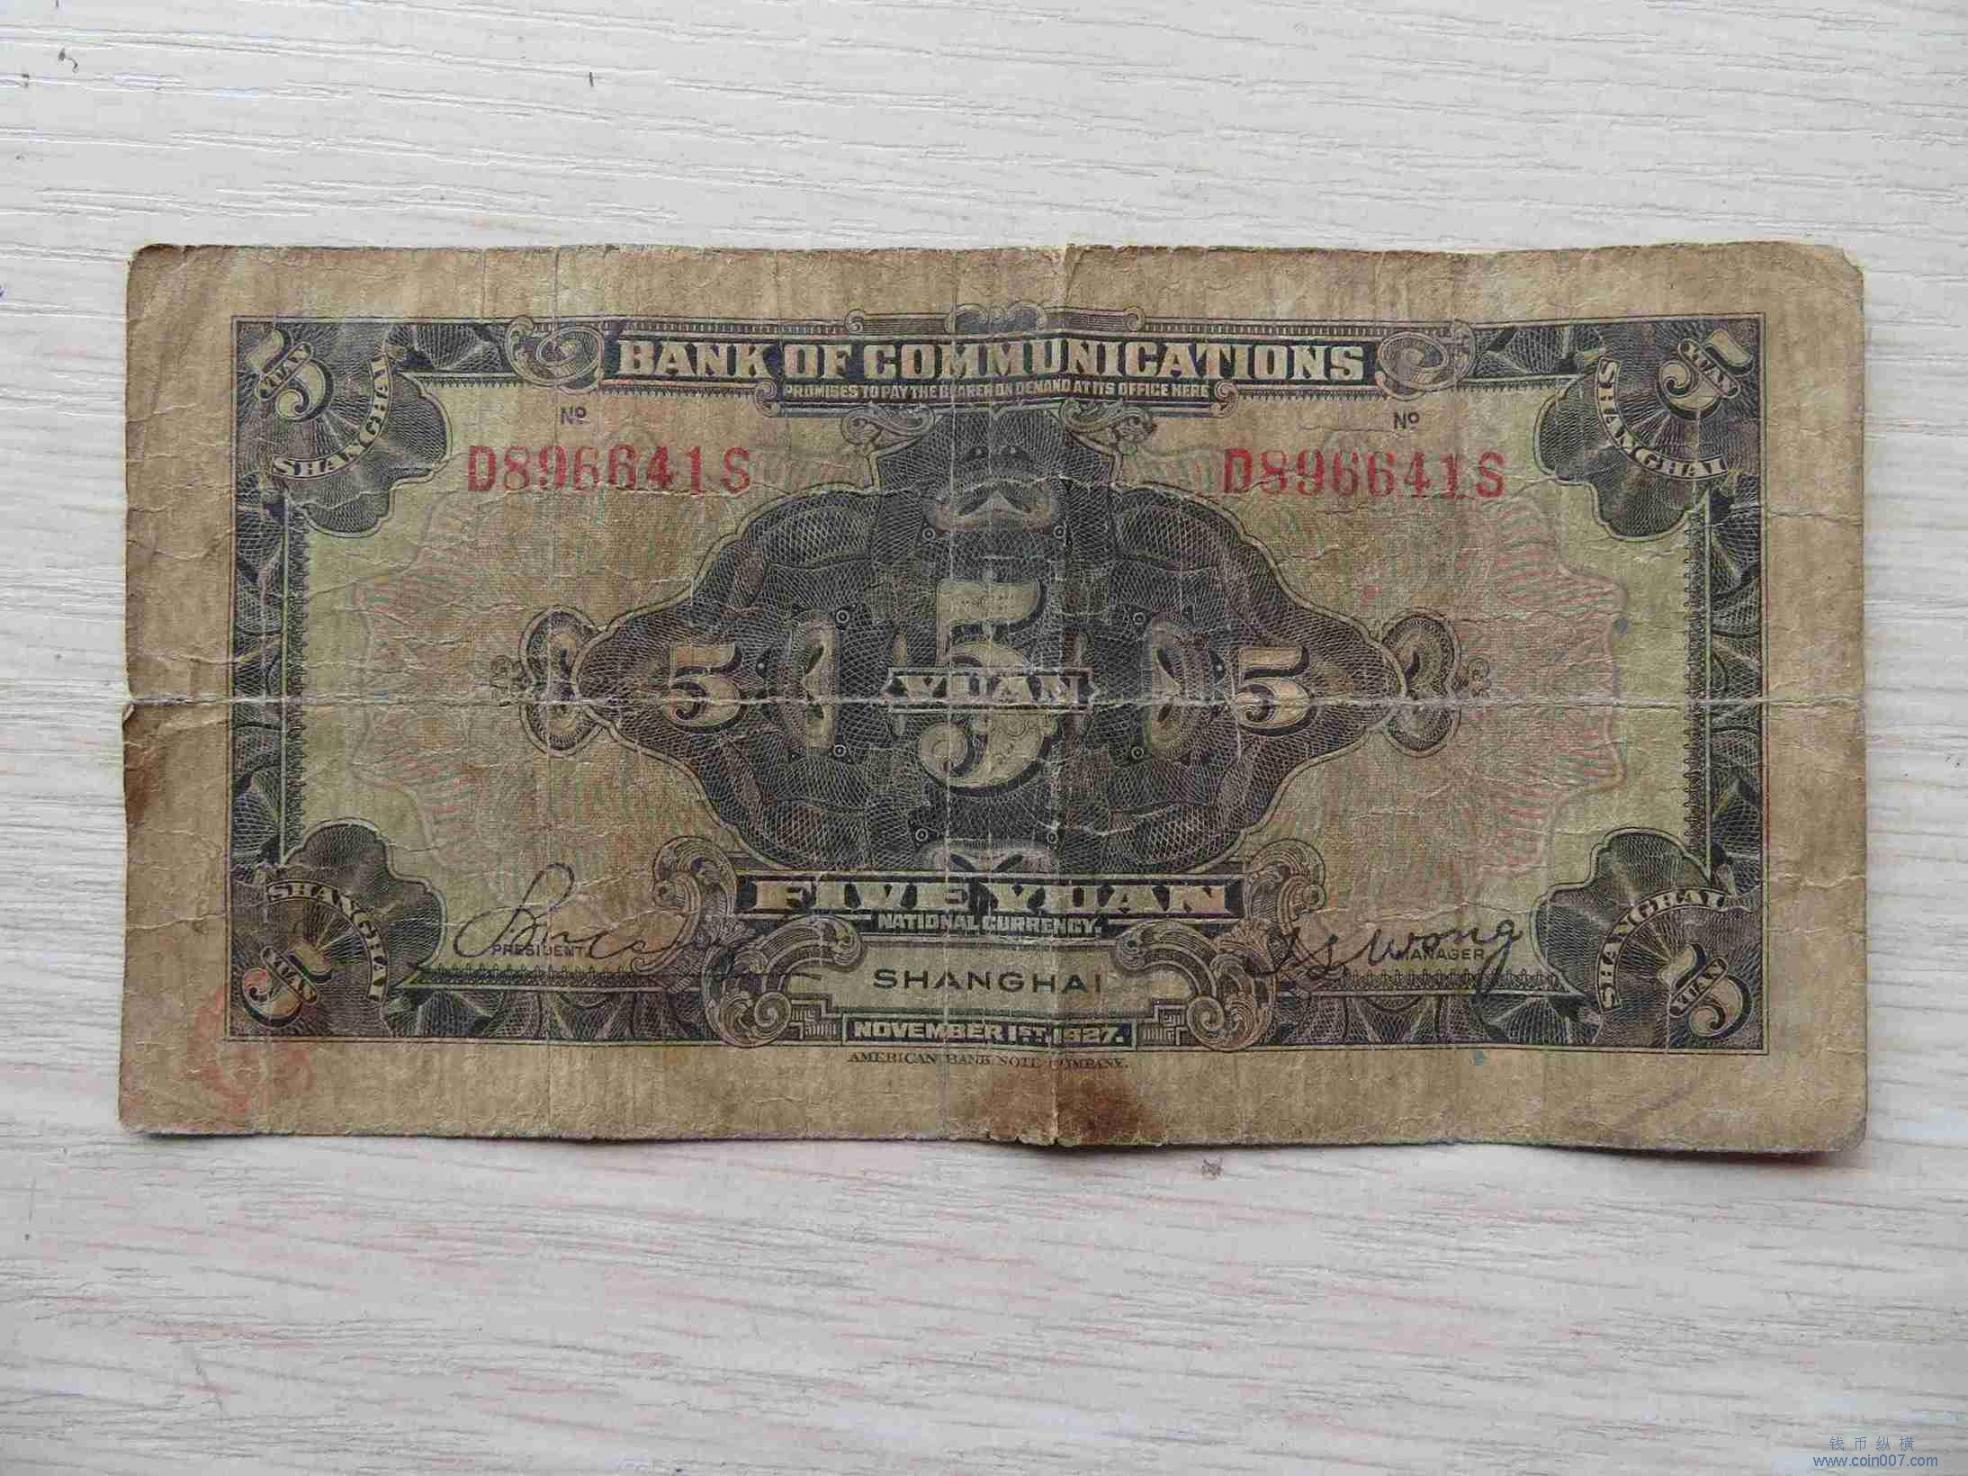 5 YUAN SHANGHAI
BANK OF COMMUNICATIONS
5 YUAN SHANGHAI
PROMISES TO PAY THE BEARER ON DEMAND AT ITS OFFICE HERE
Nº
Nº
D896641S
D896641S
5
5 YUAN
5
FIVE YUAN
NATIONAL CURRENCY.
PRESIDENT
MANAGER
SHANGHAI
SHANGHAI 5 YUAN
SHANGHAI 5 YUAN
NOVEMBER 1ST, 1927.
AMERICAN BANK NOTE COMPANY.
钱币纵横
www.coin007.com